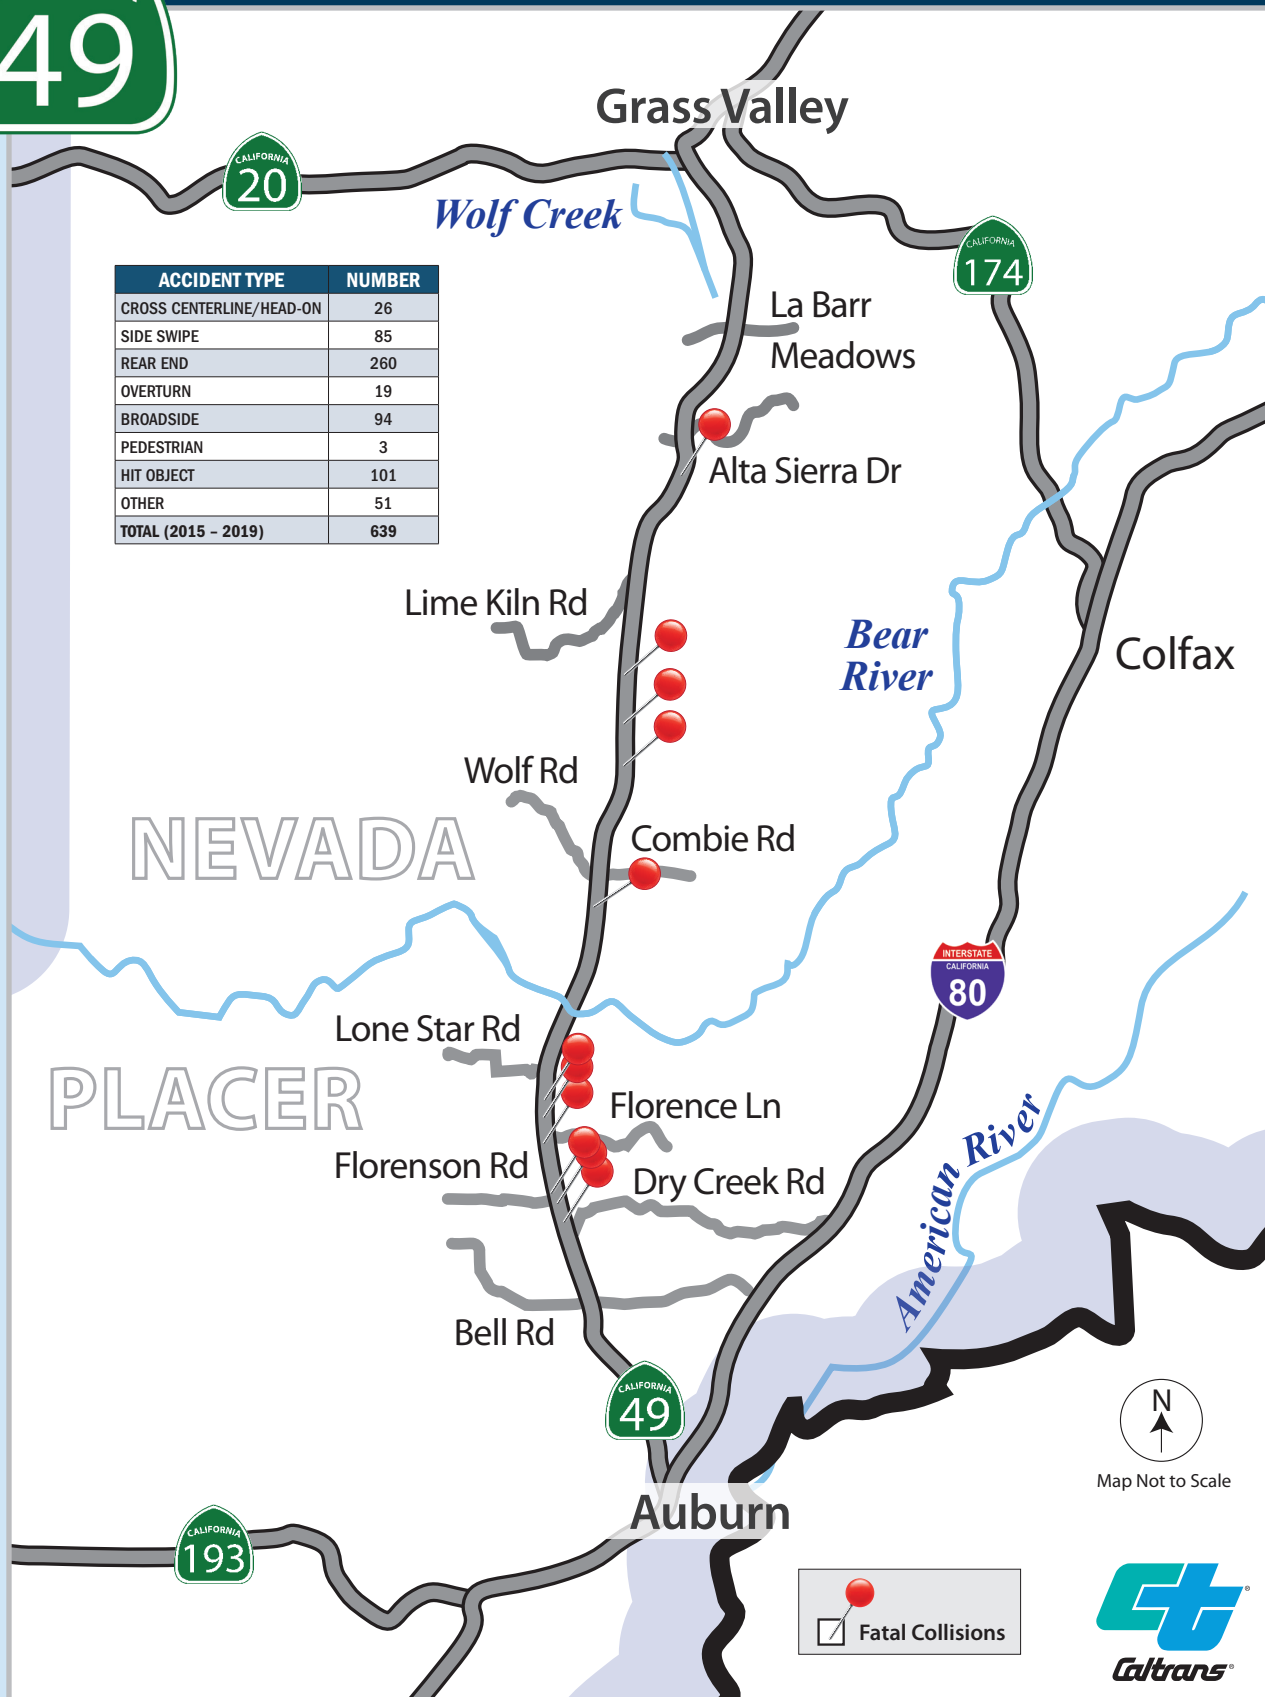 49
Grass Valley
CALIFORNIA
20
Wolf Creek
CALIFORNIA
174
ACCIDENT TYPE NUMBER
CROSS CENTERLINE/HEAD-ON 26
SIDE SWIPE 85
REAR END 260
OVERTURN 19
BROADSIDE 94
PEDESTRIAN 3
HIT OBJECT 101
OTHER 51
TOTAL (2015 – 2019) 639
La Barr
Meadows
Alta Sierra Dr
Lime Kiln Rd
Bear
River
Colfax
Wolf Rd
NEVADA
Combie Rd
INTERSTATE
CALIFORNIA
80
Lone Star Rd
PLACER
Florence Ln
American River
Florenson Rd
Dry Creek Rd
Bell Rd
CALIFORNIA
49
N
Map Not to Scale
Auburn
CALIFORNIA
193
Fatal Collisions
Caltrans®